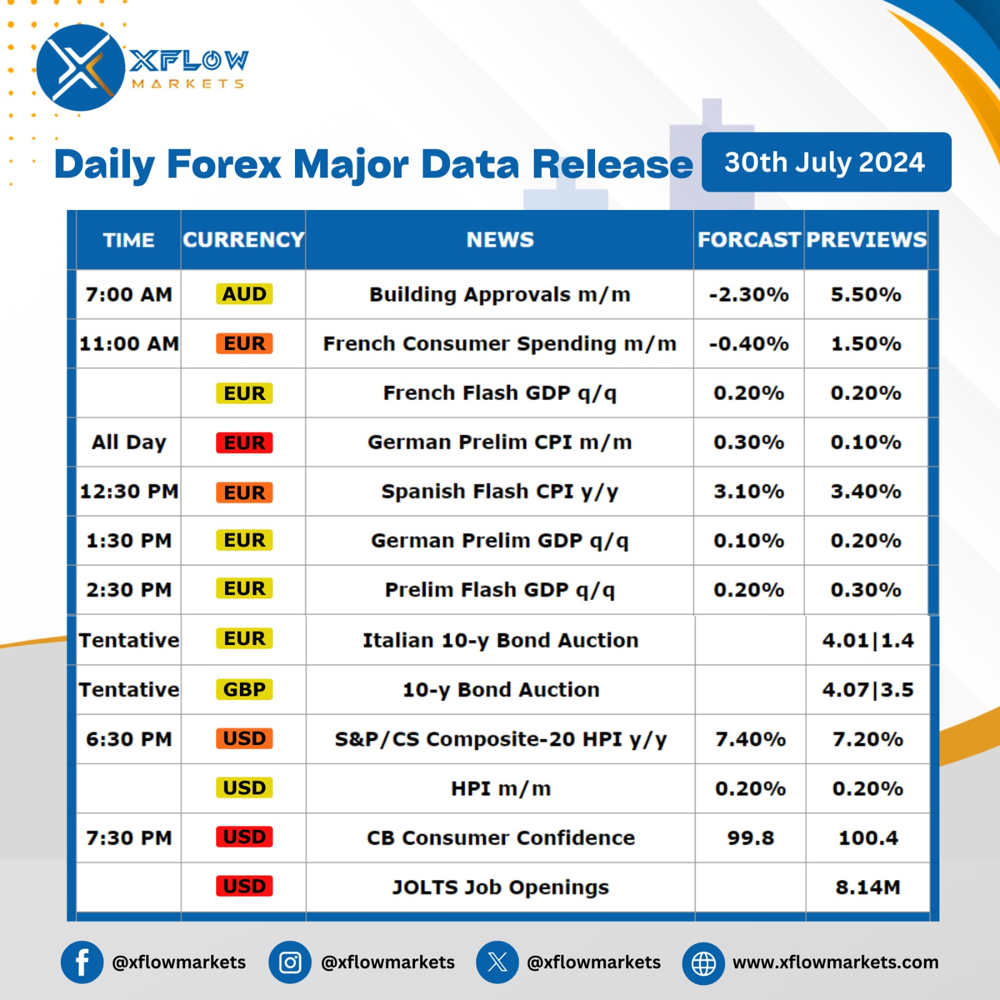 XFLOW
MARKETS
Daily Forex Major Data Release 30th July 2024
TIME CURRENCY NEWS FORCAST PREVIEWS
7:00 AM AUD Building Approvals m/m -2.30% 5.50%
11:00 AM EUR French Consumer Spending m/m -0.40% 1.50%
EUR French Flash GDP q/q 0.20% 0.20%
All Day EUR German Prelim CPI m/m 0.30% 0.10%
12:30 PM EUR Spanish Flash CPI y/y 3.10% 3.40%
1:30 PM EUR German Prelim GDP q/q 0.10% 0.20%
2:30 PM EUR Prelim Flash GDP q/q 0.20% 0.30%
Tentative EUR Italian 10-y Bond Auction 4.01|1.4
Tentative GBP 10-y Bond Auction 4.07|3.5
6:30 PM USD S&P/CS Composite-20 HPI y/y 7.40% 7.20%
USD HPI m/m 0.20% 0.20%
7:30 PM USD CB Consumer Confidence 99.8 100.4
USD JOLTS Job Openings 8.14M
@xflowmarkets @xflowmarkets @xflowmarkets www.xflowmarkets.com